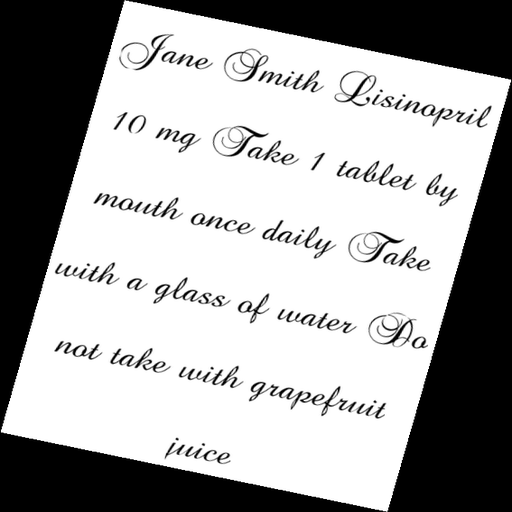 Jane Smith Lisinopril
10 mg Take 1 tablet by
mouth once daily Take
with a glass of water Do
not take with grapefruit
juice